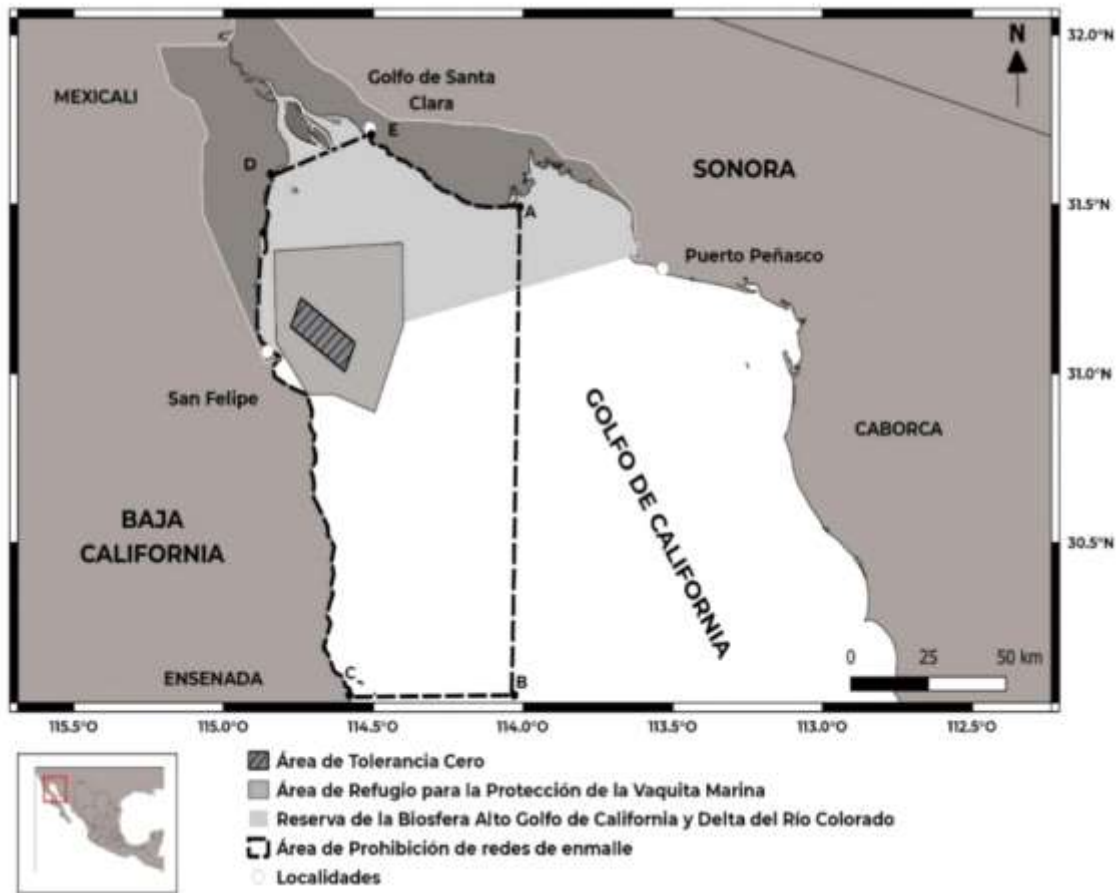 32.0°N
N
Golfo de Santa
Clara
MEXICALI
E
D
SONORA
31.5°N
A
Puerto Peñasco
31.0°N
San Felipe
GOLFO DE CALIFORNIA
CABORCA
BAJA
CALIFORNIA
30.5°N
0 25 50 km
ENSENADA
C
B
115.5°O 115.0°O 114.5°O 114.0°O 113.5°O 113.0°O 112.5°O
Área de Tolerancia Cero
Área de Refugio para la Protección de la Vaquita Marina
Reserva de la Biosfera Alto Golfo de California y Delta del Río Colorado
Área de Prohibición de redes de enmalle
Localidades